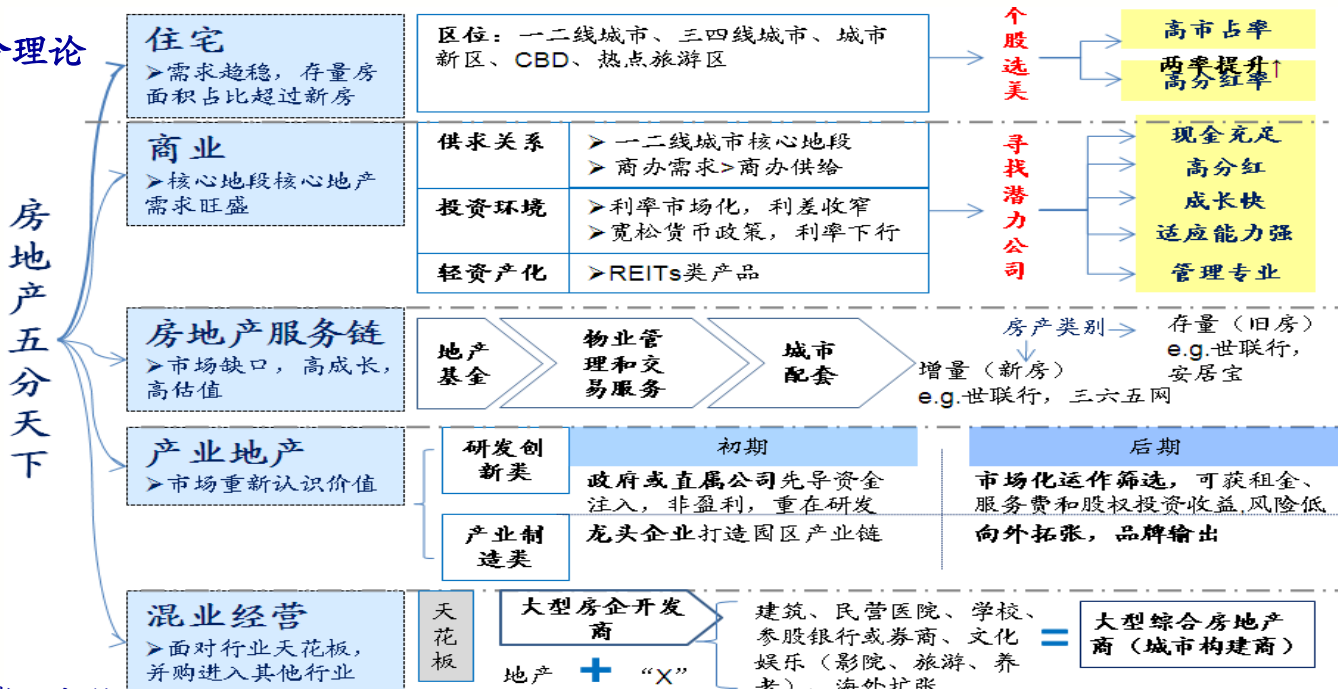 分理论
房地产五分天下
住宅
➢需求趋稳，存量房
面积占比超过新房
区位：一二线城市、三四线城市、城市
新区、CBD、热点旅游区
个股选美
高市占率
两率提升↑
高分红率
商业
➢核心地段核心地产
需求旺盛
供求关系
➢一二线城市核心地段
➢商办需求>商办供给
投资环境
➢利率市场化，利差收窄
➢宽松货币政策，利率下行
轻资产化
➢REITs类产品
寻找潜力公司
现金充足
高分红
成长快
适应能力强
管理专业
房地产服务链
➢市场缺口，高成长，
高估值
地产
基金
物业管
理和交
易服务
城市
配套
房产类别
存量（旧房）
e.g.世联行，
安居宝
增量（新房）
e.g.世联行，三六五网
产业地产
➢市场重新认识价值
研发创
新类
初期
后期
政府或直属公司先导资金
注入，非盈利，重在研发
市场化运作筛选，可获租金、
服务费和股权投资收益,风险低
产业制
造类
龙头企业打造园区产业链
向外拓张，品牌输出
混业经营
➢面对行业天花板，
并购进入其他行业
天花板
大型房企开发
商
地产
+
“X”
建筑、民营医院、学校、
参股银行或券商、文化
娱乐（影院、旅游、养
老）、海外扩张
=
大型综合房地产
商（城市构建商）